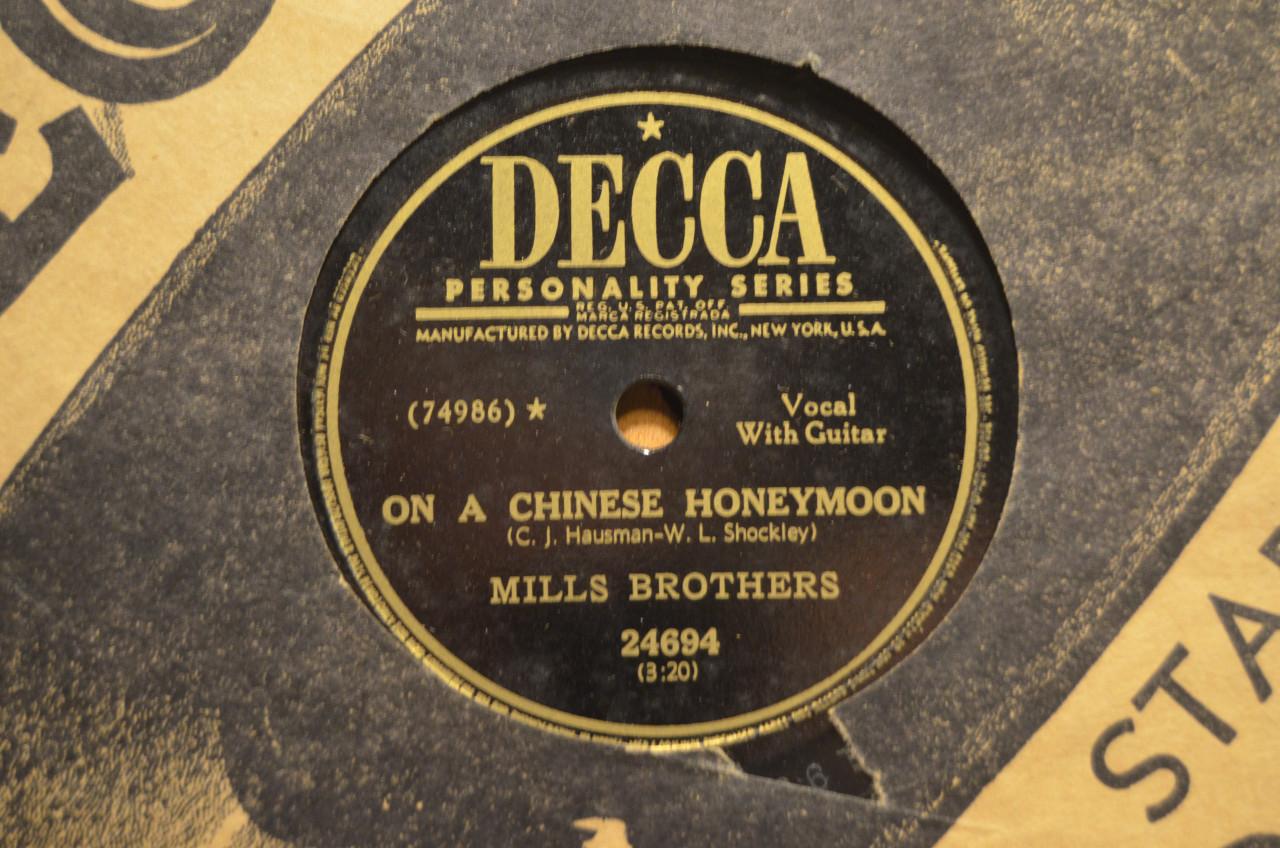 ★
DECCA
PERSONALITY SERIES
REG. U. S. PAT. OFF.
MARCA REGISTRADA
MANUFACTURED BY DECCA RECORDS, INC., NEW YORK, U. S. A.
(74986) ★
Vocal
With Guitar
ON A CHINESE HONEYMOON
(C. J. Hausman-W. L. Shockley)
MILLS BROTHERS
24694
(3:20)